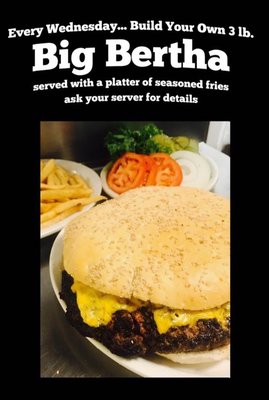 Every Wednesday... Build Your Own 3 lb.
Big Bertha
served with a platter of seasoned fries
ask your server for details